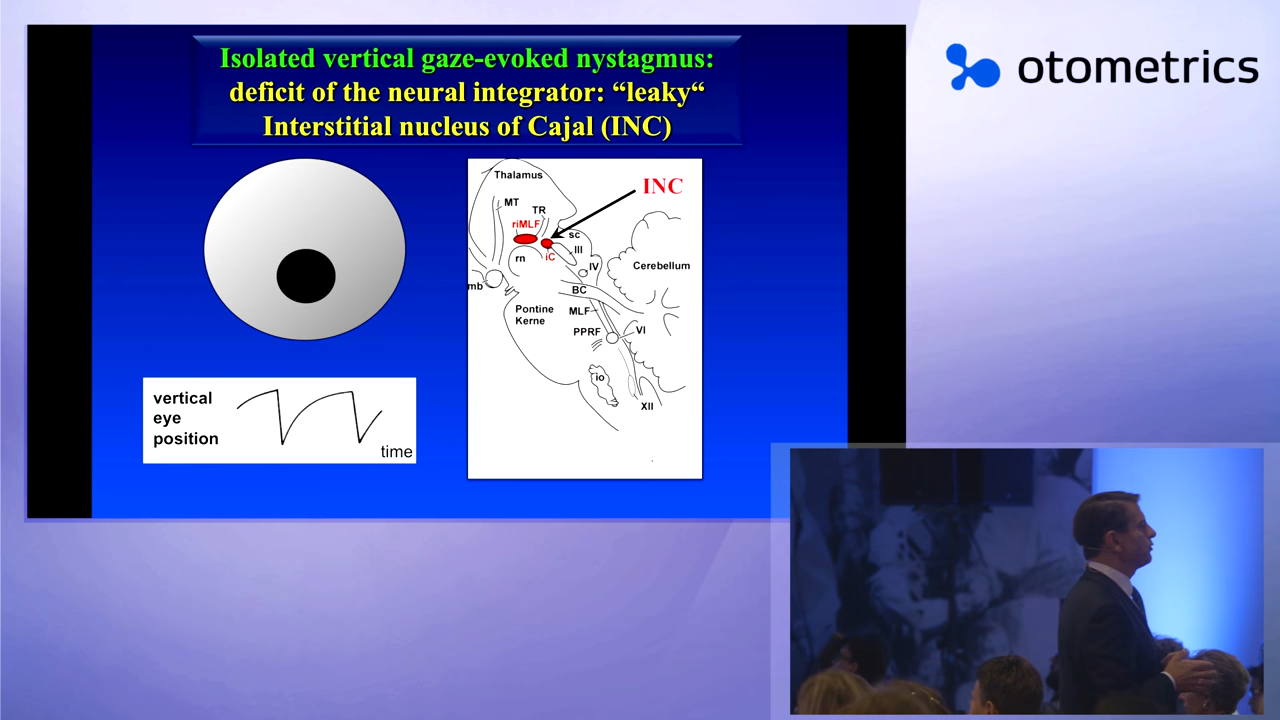 Isolated vertical gaze-evoked nystagmus:
deficit of the neural integrator: “leaky“
Interstitial nucleus of Cajal (INC)
otometrics
Thalamus
INC
MT
TR
riMLF
sc
III
rn
iC
IV
Cerebellum
mb
BC
Pontine
Kerne
MLF
PPRF
VI
io
XII
vertical
eye
position
time